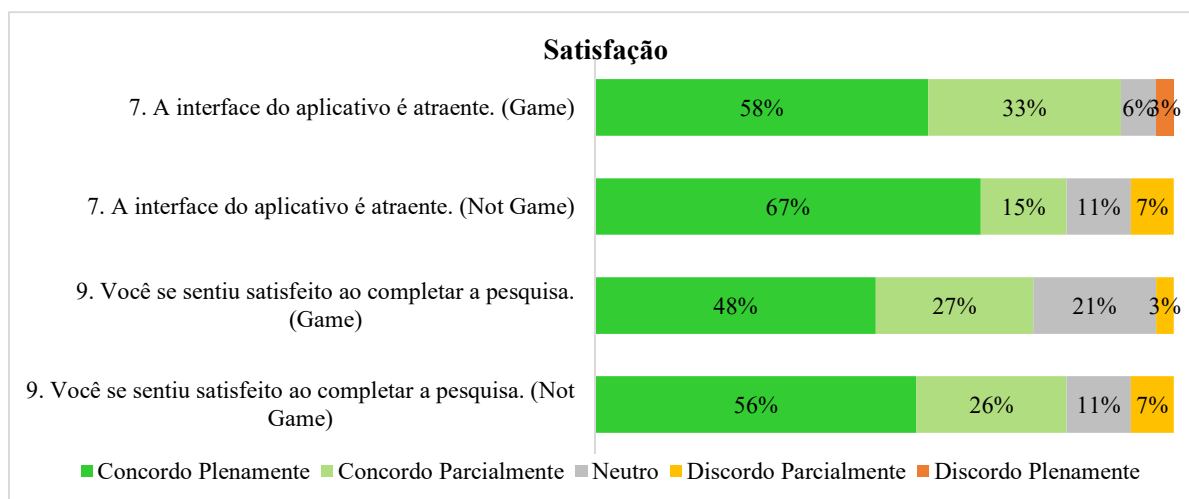 Satisfação
7. A interface do aplicativo é atraente. (Game)
58% 33% 6% 3%
7. A interface do aplicativo é atraente. (Not Game)
67% 15% 11% 7%
9. Você se sentiu satisfeito ao completar a pesquisa.
(Game)
48% 27% 21% 3%
9. Você se sentiu satisfeito ao completar a pesquisa. (Not
Game)
56% 26% 11% 7%
Concordo Plenamente Concordo Parcialmente Neutro Discordo Parcialmente Discordo Plenamente